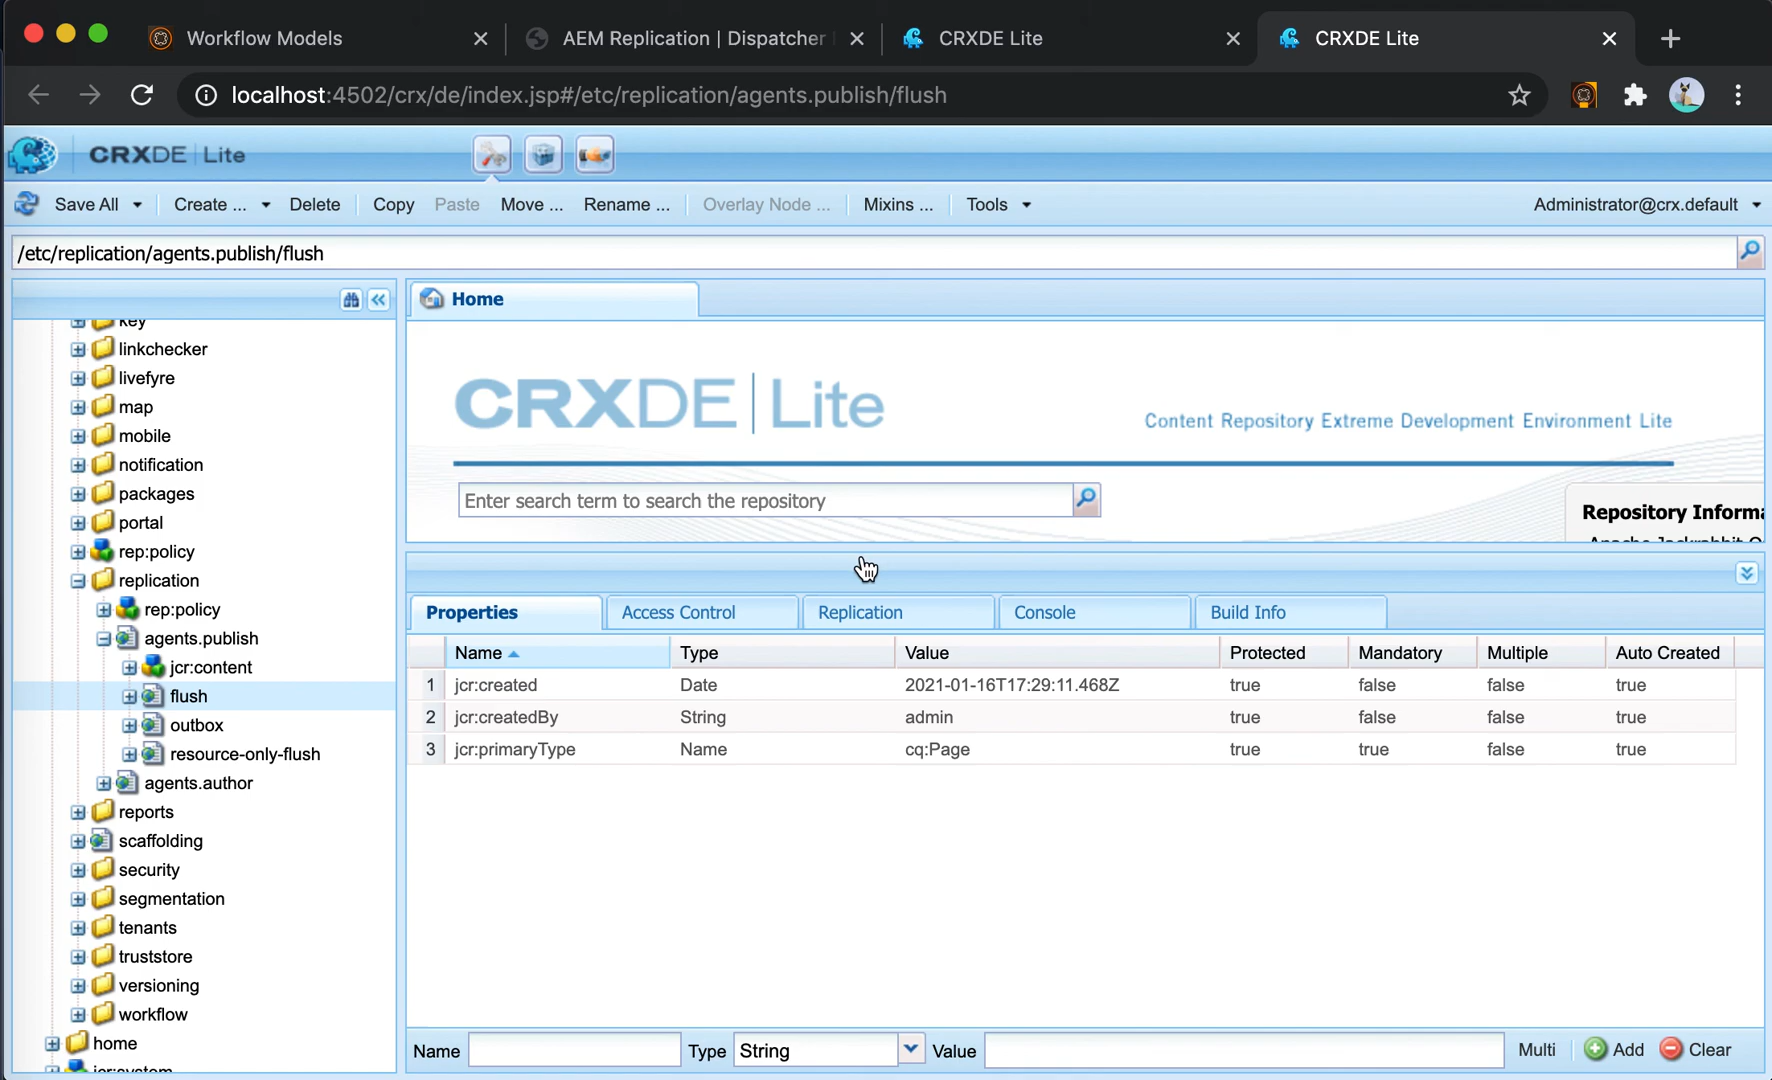 Workflow Models
AEM Replication | Dispatcher
CRXDE Lite
CRXDE Lite
localhost:4502/crx/de/index.jsp#/etc/replication/agents.publish/flush
CRXDE | Lite
Save All
Create ...
Delete
Copy
Paste
Move ...
Rename ...
Overlay Node ...
Mixins ...
Tools
Administrator@crx.default
/etc/replication/agents.publish/flush
key
linkchecker
livefyre
map
mobile
notification
packages
portal
rep:policy
replication
rep:policy
agents.publish
jcr:content
flush
outbox
resource-only-flush
agents.author
reports
scaffolding
security
segmentation
tenants
truststore
versioning
workflow
home
jcr:system
Home
CRXDE | Lite
Content Repository Extreme Development Environment Lite
Enter search term to search the repository
Repository Informa
Properties Access Control Replication Console Build Info
Name Type Value Protected Mandatory Multiple Auto Created
1 jcr:created Date 2021-01-16T17:29:11.468Z true false false true
2 jcr:createdBy String admin true false false true
3 jcr:primaryType Name cq:Page true true false true
Name Type String Value Multi Add Clear